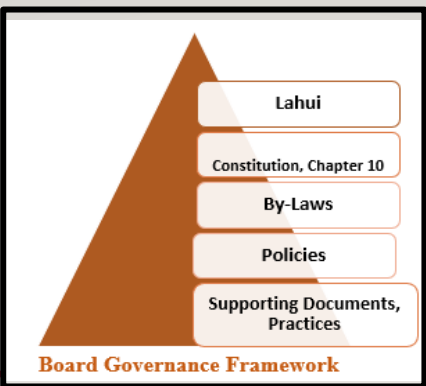 Lahui
Constitution, Chapter 10
By-Laws
Policies
Supporting Documents,
Practices
Board Governance Framework